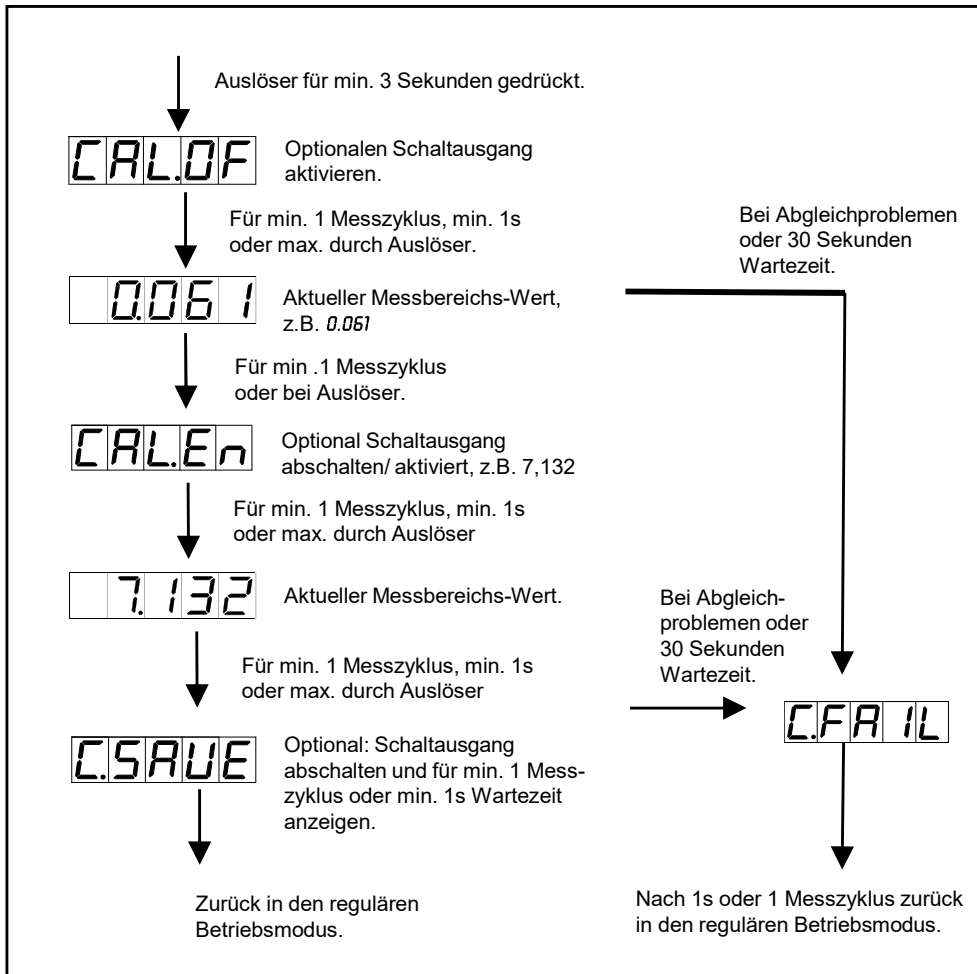 Auslöser für min. 3 Sekunden gedrückt.
CAL.OF
Optionalen Schaltausgang
aktivieren.
Für min. 1 Messzyklus, min. 1s
oder max. durch Auslöser.
0.061
Aktueller Messbereichs-Wert,
z.B. 0.061
Für min .1 Messzyklus
oder bei Auslöser.
CAL.En
Optional Schaltausgang
abschalten/ aktiviert, z.B. 7,132
Für min. 1 Messzyklus, min. 1s
oder max. durch Auslöser
7.132
Aktueller Messbereichs-Wert.
Für min. 1 Messzyklus, min. 1s
oder max. durch Auslöser
C.SAVE
Optional: Schaltausgang
abschalten und für min. 1 Mess-
zyklus oder min. 1s Wartezeit
anzeigen.
Zurück in den regulären
Betriebsmodus.
Bei Abgleichproblemen
oder 30 Sekunden
Wartezeit.
Bei Abgleich-
problemen oder
30 Sekunden
Wartezeit.
C.FAIL
Nach 1s oder 1 Messzyklus zurück
in den regulären Betriebsmodus.